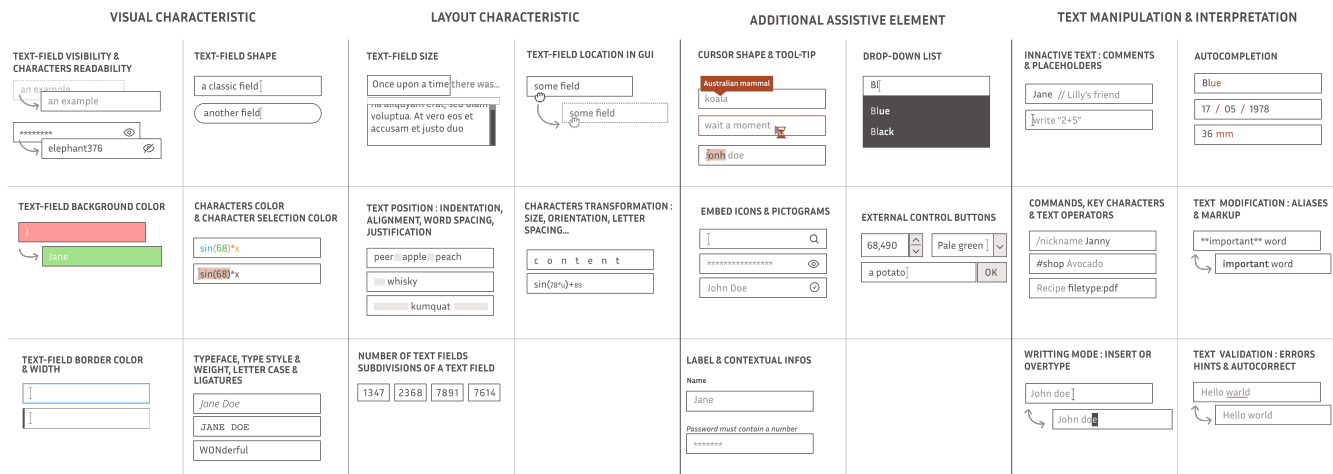 VISUAL CHARACTERISTIC
LAYOUT CHARACTERISTIC
ADDITIONAL ASSISTIVE ELEMENT
TEXT MANIPULATION & INTERPRETATION
TEXT-FIELD VISIBILITY &
CHARACTERS READABILITY
an example
an example
********
elephant376
TEXT-FIELD SHAPE
a classic field
another field
TEXT-FIELD SIZE
Once upon a time there was...
na aliquyam erat, sed diam
voluptua. At vero eos et
accusam et justo duo
TEXT-FIELD LOCATION IN GUI
some field
some field
CURSOR SHAPE & TOOL-TIP
Australian mammal
koala
wait a moment
Jonh doe
DROP-DOWN LIST
Bl
Blue
Black
INNACTIVE TEXT : COMMENTS
& PLACEHOLDERS
Jane // Lilly's friend
write "2+5"
AUTOCOMPLETION
Blue
17 / 05 / 1978
36 mm
TEXT-FIELD BACKGROUND COLOR
J
Jane
CHARACTERS COLOR
& CHARACTER SELECTION COLOR
sin(68)*x
sin(68)*x
TEXT POSITION : INDENTATION,
ALIGNMENT, WORD SPACING,
JUSTIFICATION
peer apple peach
whisky
kumquat
CHARACTERS TRANSFORMATION :
SIZE, ORIENTATION, LETTER
SPACING...
c o n t e n t
sin(78*u)+89
EMBED ICONS & PICTOGRAMS
****************
John Doe
EXTERNAL CONTROL BUTTONS
68,490
Pale green
a potato
OK
COMMANDS, KEY CHARACTERS
& TEXT OPERATORS
/nickname Janny
#shop Avocado
Recipe filetype:pdf
TEXT MODIFICATION : ALIASES
& MARKUP
**important** word
important word
TEXT-FIELD BORDER COLOR
& WIDTH
TYPEFACE, TYPE STYLE &
WEIGHT, LETTER CASE &
LIGATURES
Jane Doe
JANE DOE
WONderful
NUMBER OF TEXT FIELDS
SUBDIVISIONS OF A TEXT FIELD
1347 2368 7891 7614
LABEL & CONTEXTUAL INFOS
Name
Jane
Password must contain a number
*******
WRITTING MODE : INSERT OR
OVERTYPE
John doe
John doe
TEXT VALIDATION : ERRORS
HINTS & AUTOCORRECT
Hello warld
Hello world